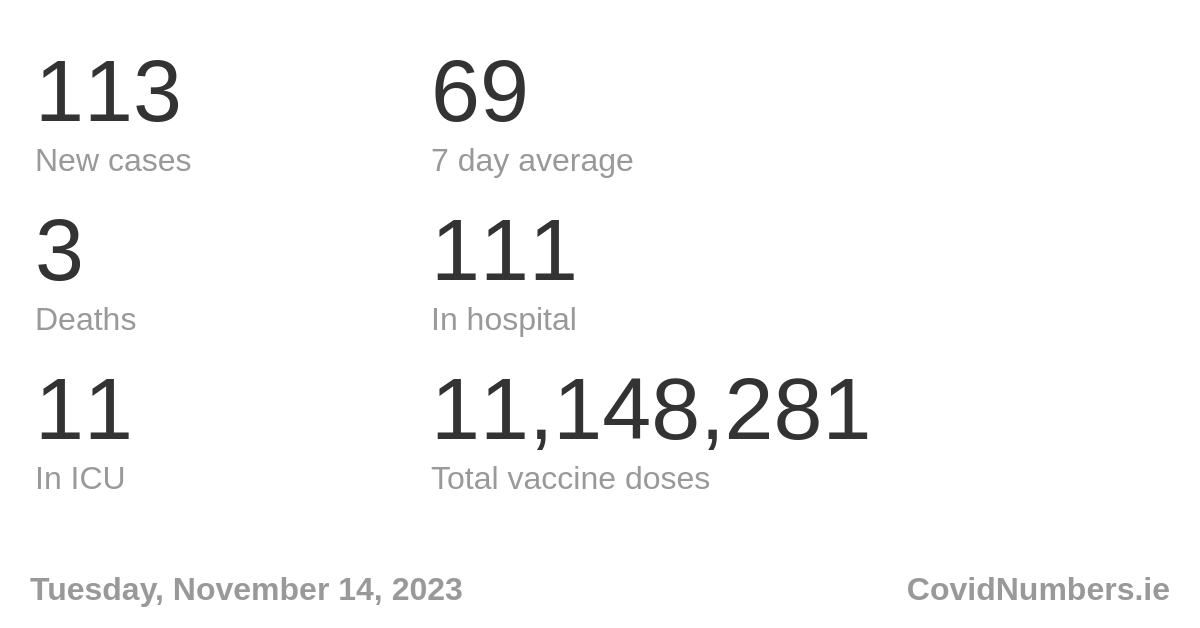 113
New cases
69
7 day average
3
Deaths
111
In hospital
11
In ICU
11,148,281
Total vaccine doses
Tuesday, November 14, 2023
CovidNumbers.ie